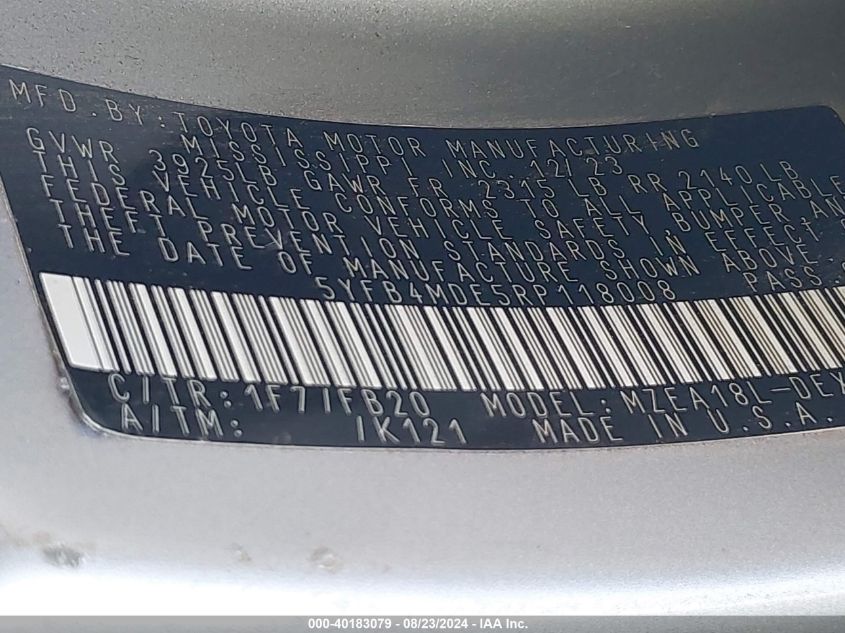 MFD. BY: TOYOTA MOTOR MANUFACTURING
MISSISSIPPI, INC. 12/23
GVWR 3925LB GAWR FR 2315 LB RR 2140 LB
THIS VEHICLE CONFORMS TO ALL APPLICABLE
FEDERAL MOTOR VEHICLE SAFETY, BUMPER, AND
THEFT PREVENTION STANDARDS IN EFFECT
THE DATE OF MANUFACTURE SHOWN ABOVE.
5YFB4MDE5RP118008 PASS.
C/TR: 1F7/FB20 MODEL: MZEA18L-DEX
A/TM: /K121 MADE IN U.S.A.
000-40183079 - 08/23/2024 - IAA Inc.